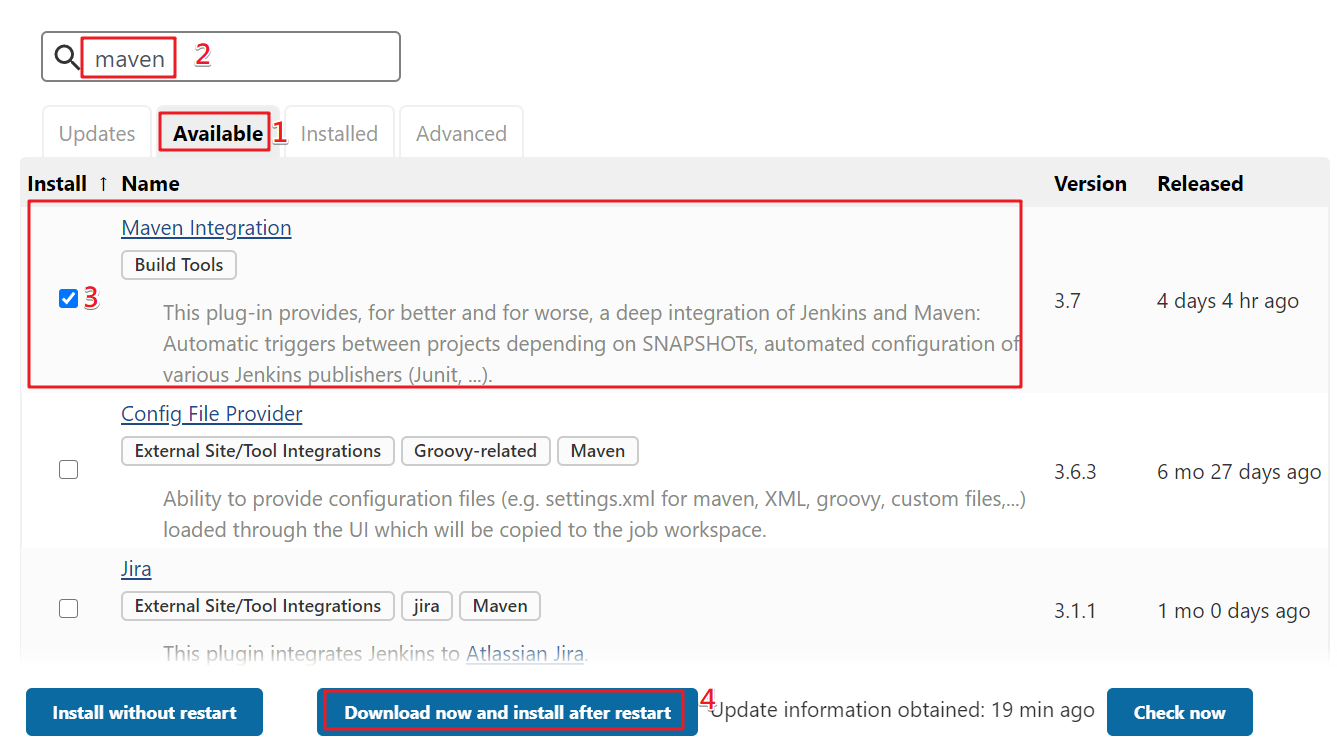 maven 2
Updates Available 1 Installed Advanced
Install ↑ Name Version Released
Maven Integration
Build Tools
3 This plug-in provides, for better and for worse, a deep integration of Jenkins and Maven: 3.7 4 days 4 hr ago
Automatic triggers between projects depending on SNAPSHOTs, automated configuration of
various Jenkins publishers (Junit, ...).
Config File Provider
External Site/Tool Integrations Groovy-related Maven
3.6.3 6 mo 27 days ago
Ability to provide configuration files (e.g. settings.xml for maven, XML, groovy, custom files,...)
loaded through the UI which will be copied to the job workspace.
Jira
External Site/Tool Integrations jira Maven 3.1.1 1 mo 0 days ago
This plugin integrates Jenkins to Atlassian Jira.
Install without restart Download now and install after restart 4 Update information obtained: 19 min ago Check now